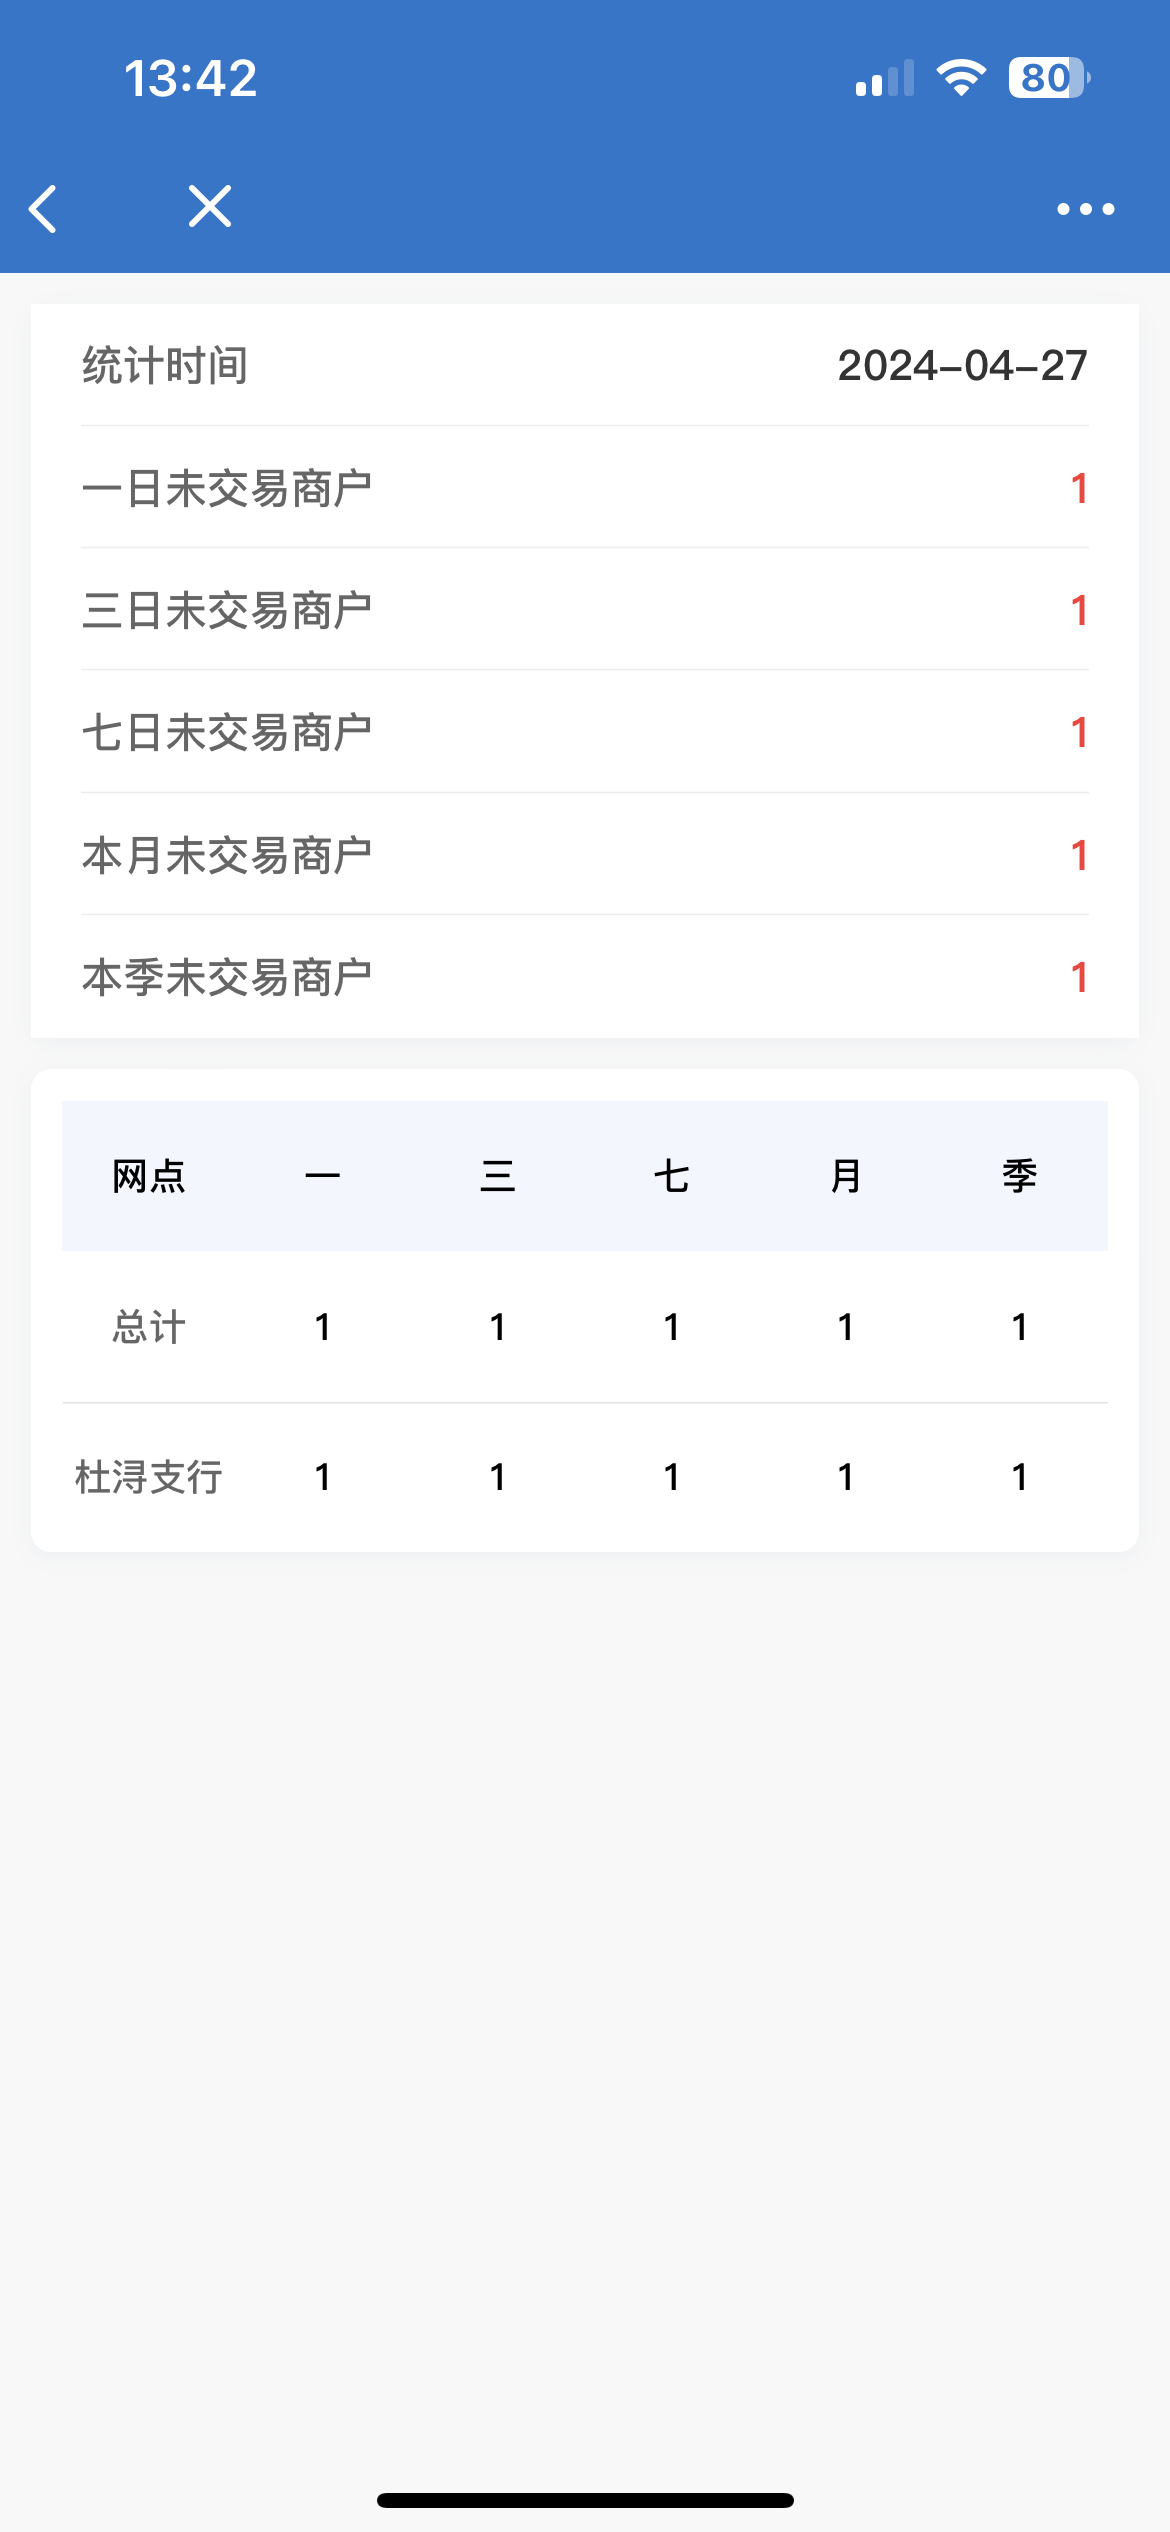 13:42
80
统计时间 2024-04-27
一日未交易商户 1
三日未交易商户 1
七日未交易商户 1
本月未交易商户 1
本季未交易商户 1
网点 一 三 七 月 季
总计 1 1 1 1 1
杜浔支行 1 1 1 1 1